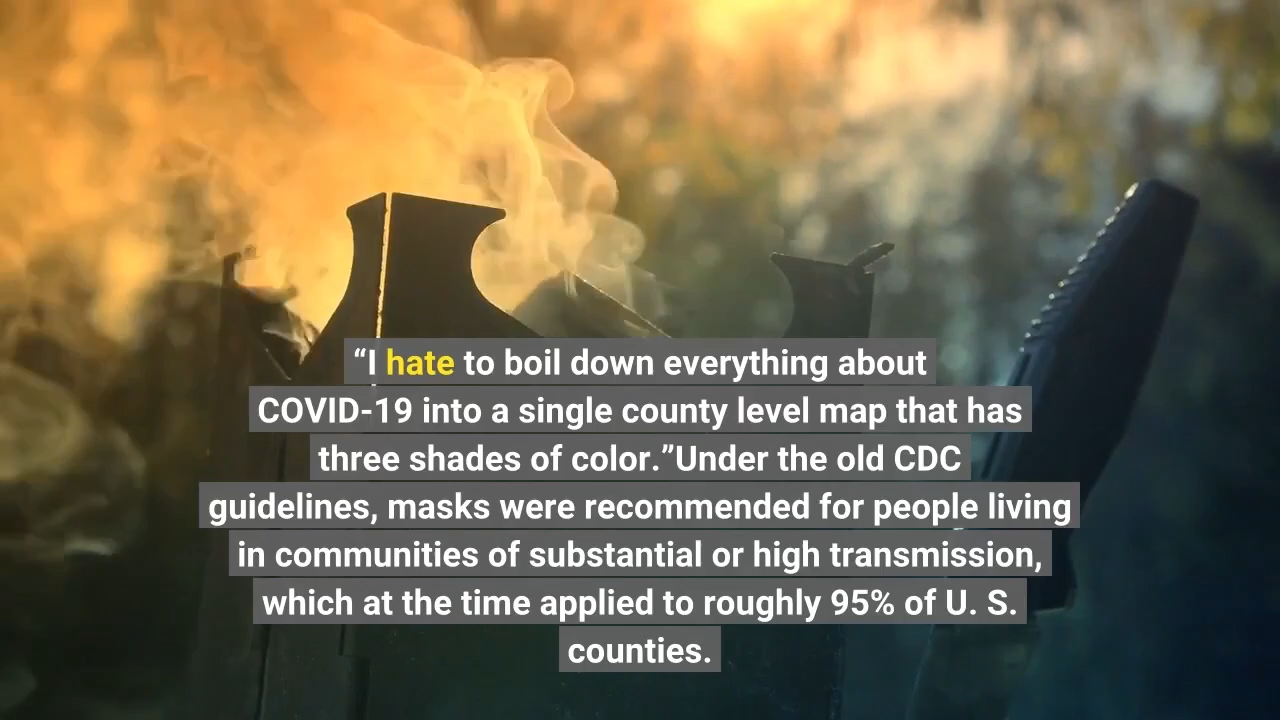 “I hate to boil down everything about
COVID-19 into a single county level map that has
three shades of color.”Under the old CDC
guidelines, masks were recommended for people living
in communities of substantial or high transmission,
which at the time applied to roughly 95% of U. S.
counties.